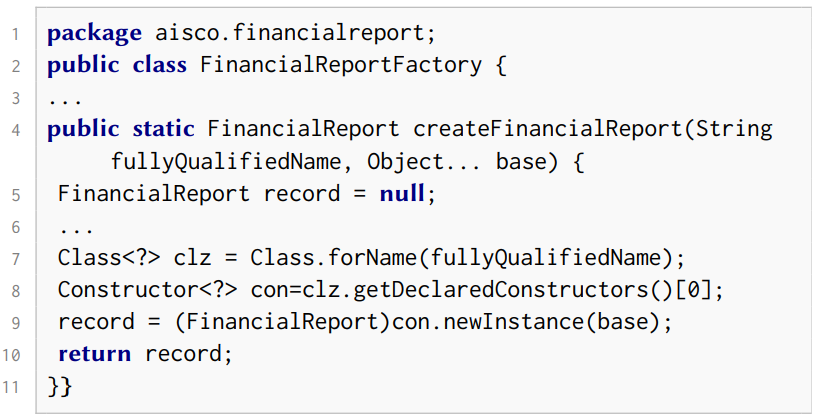 1 package aisco.financialreport;
2 public class FinancialReportFactory {
3 ...
4 public static FinancialReport createFinancialReport(String
fullyQualifiedName, Object... base) {
5 FinancialReport record = null;
6 ...
7 Class<?> clz = Class.forName(fullyQualifiedName);
8 Constructor<?> con=clz.getDeclaredConstructors()[0];
9 record = (FinancialReport)con.newInstance(base);
10 return record;
11 }}